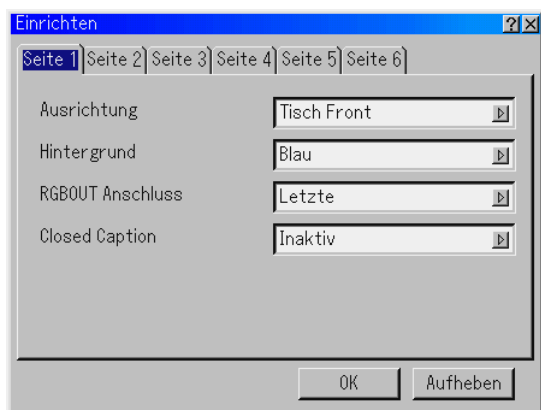 Einrichten
Seite 1 Seite 2 Seite 3 Seite 4 Seite 5 Seite 6
Ausrichtung Tisch Front
Hintergrund Blau
RGBOUT Anschluss Letzte
Closed Caption Inaktiv
OK Aufheben